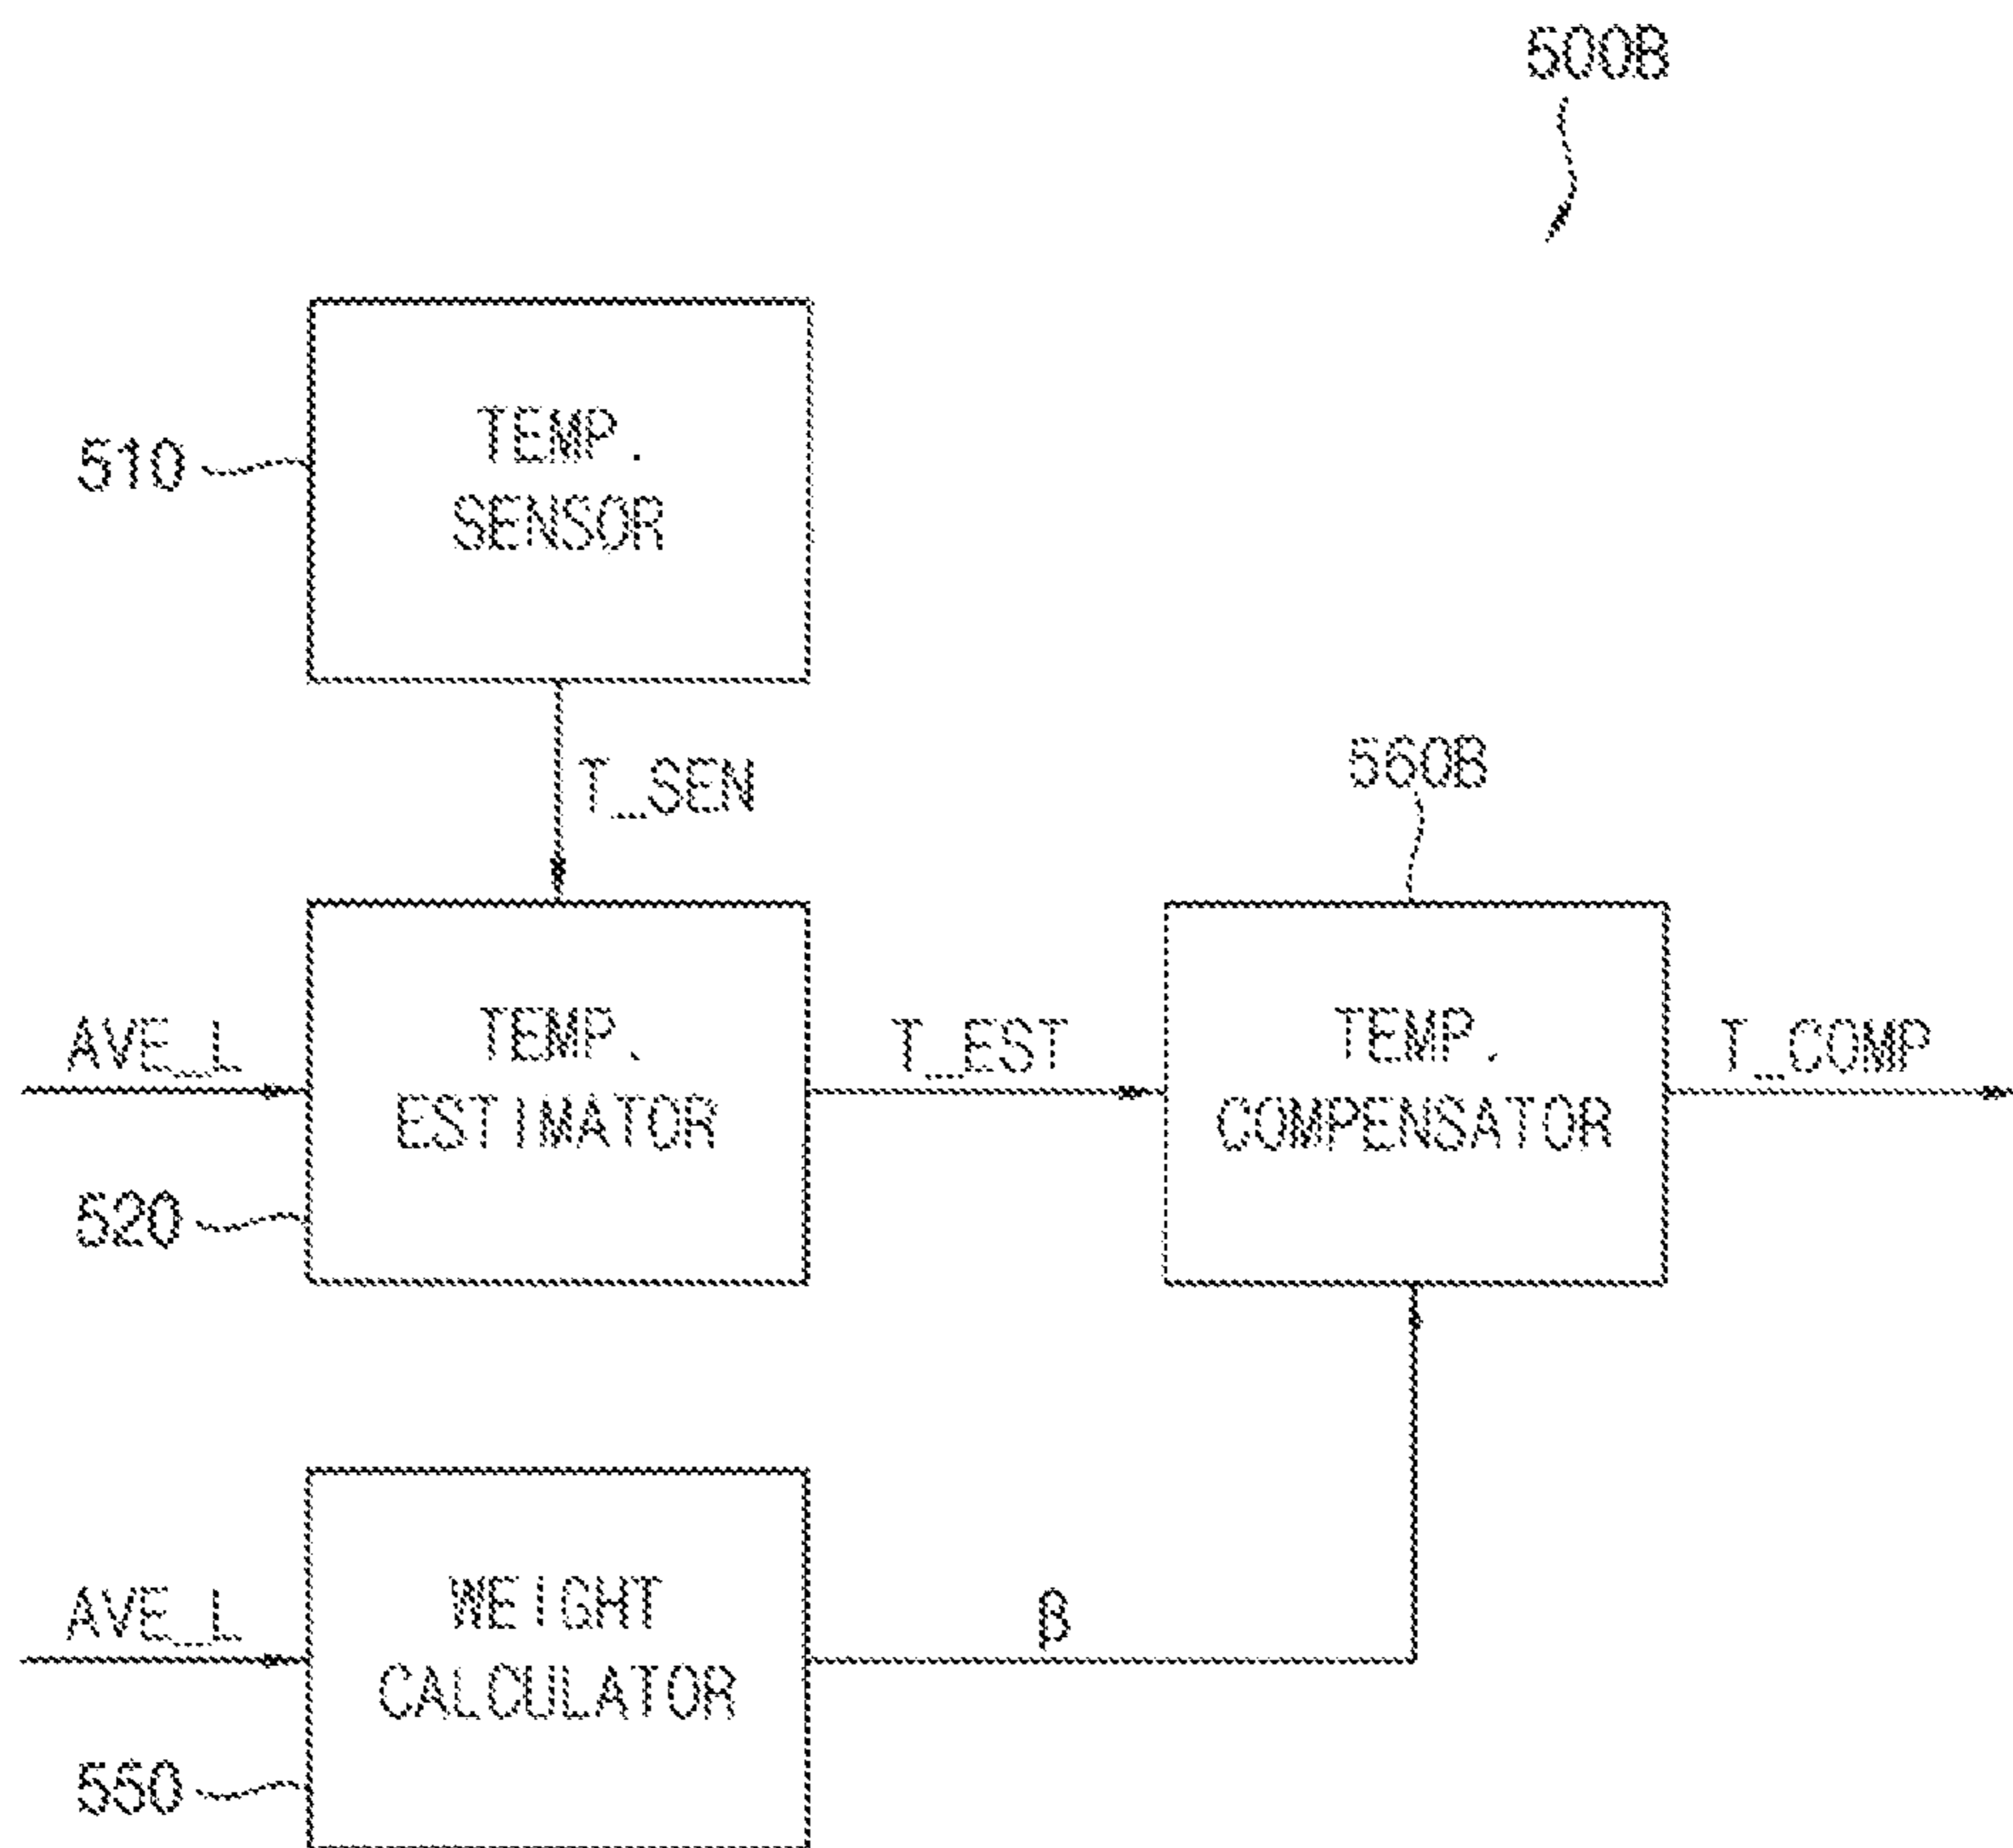 500B
TEMP.
SENSOR
510
T_SEN
560B
AVE_L
TEMP.
ESTIMATOR
T_EST
TEMP.
COMPENSATOR
T_COMP
520
AVE_L
WEIGHT
CALCULATOR
β
550